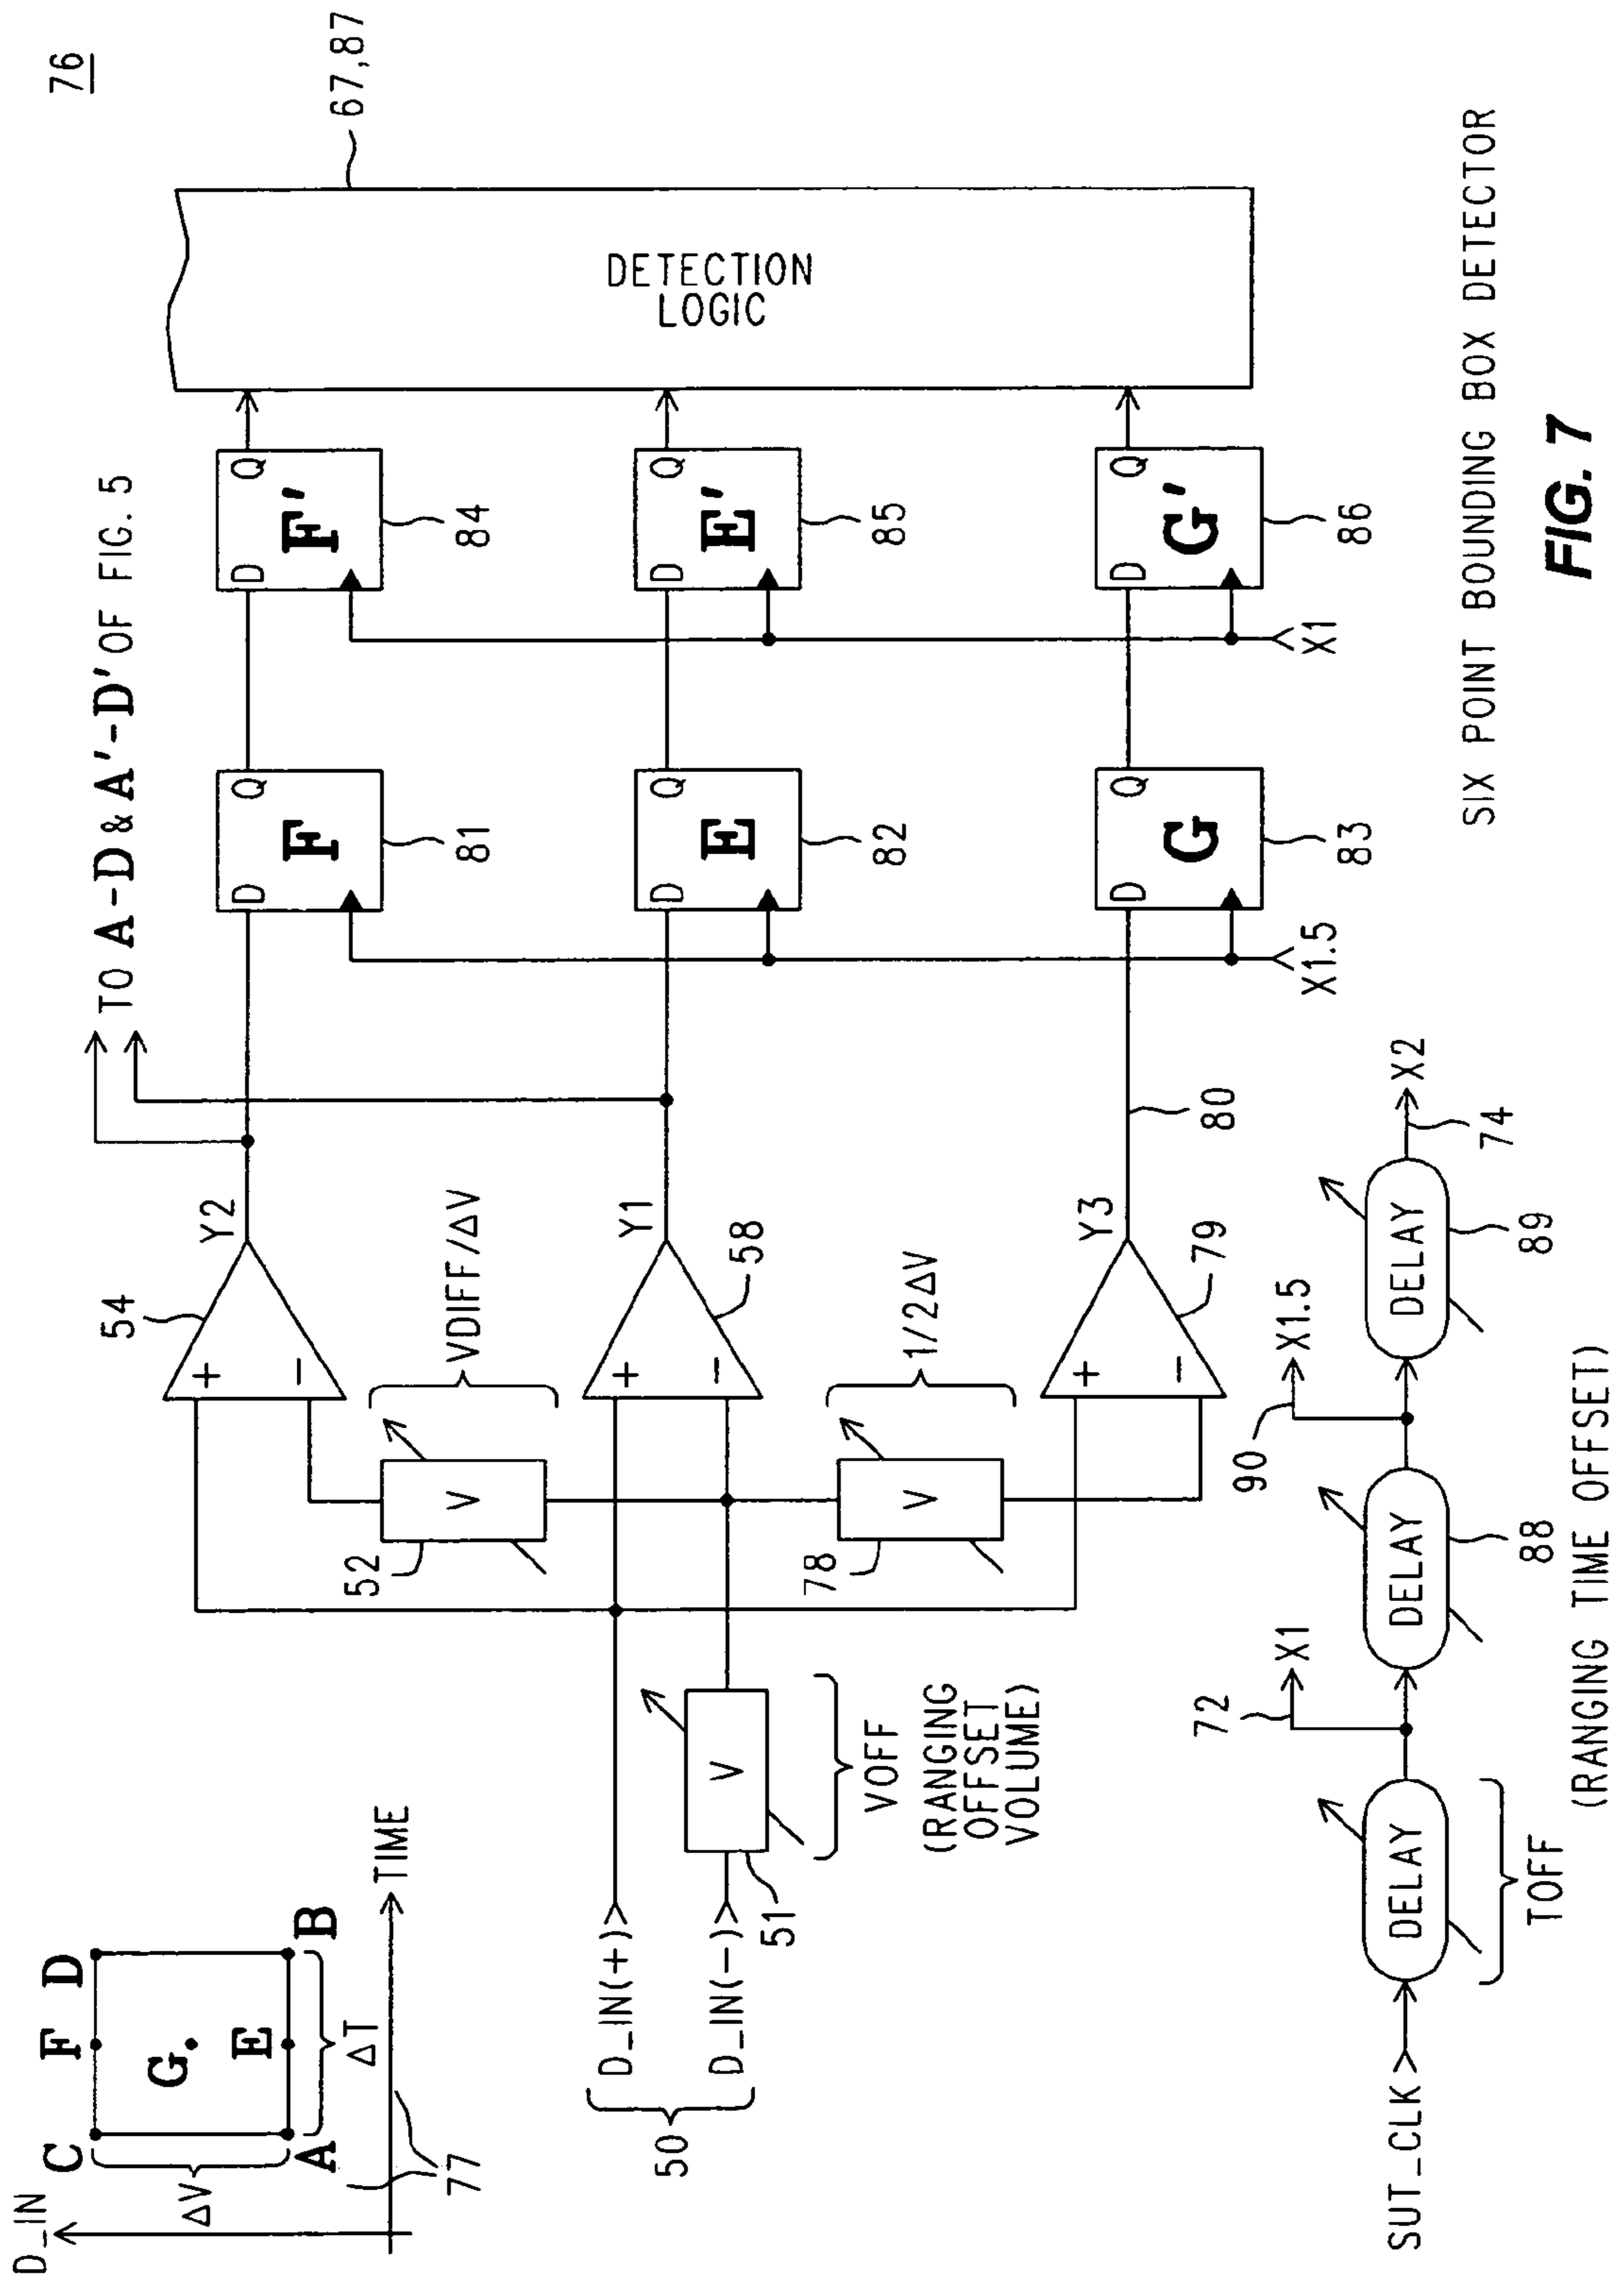 76
D_IN
C
F
D
G.
ΔV
A
E
B
ΔT
TIME
77
TO A-D & A'-D' OF FIG. 5
54
+
−
Y2
D
Q
F
81
D
Q
F'
84
67,87
52
V
VDIFF/ΔV
50
D_IN(+)
D_IN(−)
51
V
VOFF
(RANGING
OFFSET
VOLUME)
+
−
Y1
58
D
Q
E
82
D
Q
E'
85
DETECTION
LOGIC
78
V
1/2ΔV
+
−
Y3
79
80
D
Q
G
83
D
Q
G'
86
X1.5
X1
SUT_CLK
DELAY
TOFF
72
X1
DELAY
88
90
X1.5
DELAY
89
X2
74
(RANGING TIME OFFSET)
SIX POINT BOUNDING BOX DETECTOR
FIG. 7